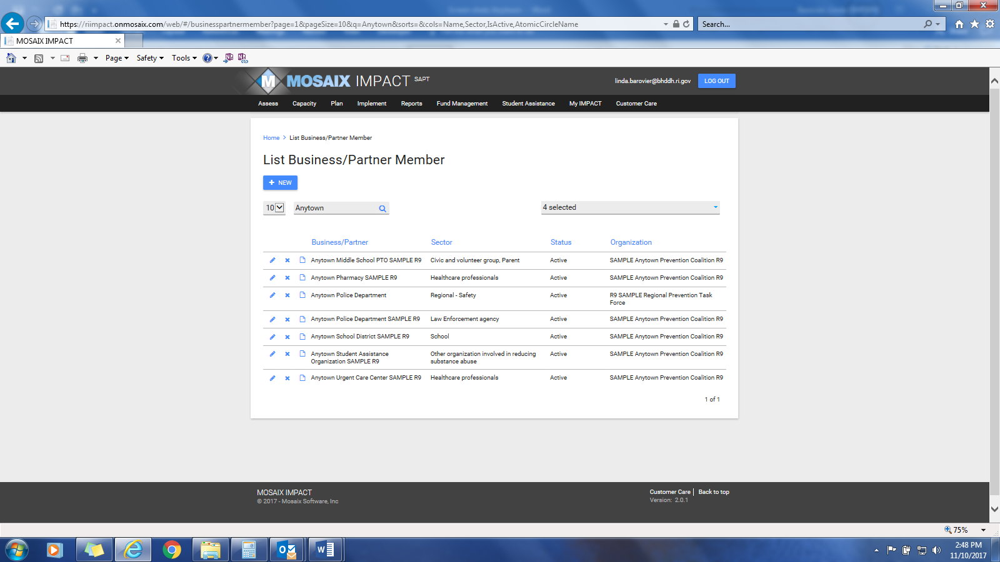 https://riimpact.onmosaix.com/web/#/businesspartnermember?page=1&pageSize=10&q=Anytown&sorts=&cols=Name,Sector,IsActive,AtomicCircleName
Search...
MOSAIX IMPACT
Page Safety Tools
MOSAIX IMPACT SAPT
linda.barovier@bhddh.ri.gov LOG OUT
Assess Capacity Plan Implement Reports Fund Management Student Assistance My IMPACT Customer Care
Home > List Business/Partner Member
List Business/Partner Member
+ NEW
10 Anytown 4 selected
Business/Partner Sector Status Organization
Anytown Middle School PTO SAMPLE R9 Civic and volunteer group, Parent Active SAMPLE Anytown Prevention Coalition R9
Anytown Pharmacy SAMPLE R9 Healthcare professionals Active SAMPLE Anytown Prevention Coalition R9
Anytown Police Department Regional - Safety Active R9 SAMPLE Regional Prevention Task
Force
Anytown Police Department SAMPLE R9 Law Enforcement agency Active SAMPLE Anytown Prevention Coalition R9
Anytown School District SAMPLE R9 School Active SAMPLE Anytown Prevention Coalition R9
Anytown Student Assistance Other organization involved in reducing Active SAMPLE Anytown Prevention Coalition R9
Organization SAMPLE R9 substance abuse
Anytown Urgent Care Center SAMPLE R9 Healthcare professionals Active SAMPLE Anytown Prevention Coalition R9
1 of 1
MOSAIX IMPACT
© 2017 - Mosaix Software, Inc
Customer Care | Back to top
Version: 2.0.1
75%
2:48 PM
11/10/2017